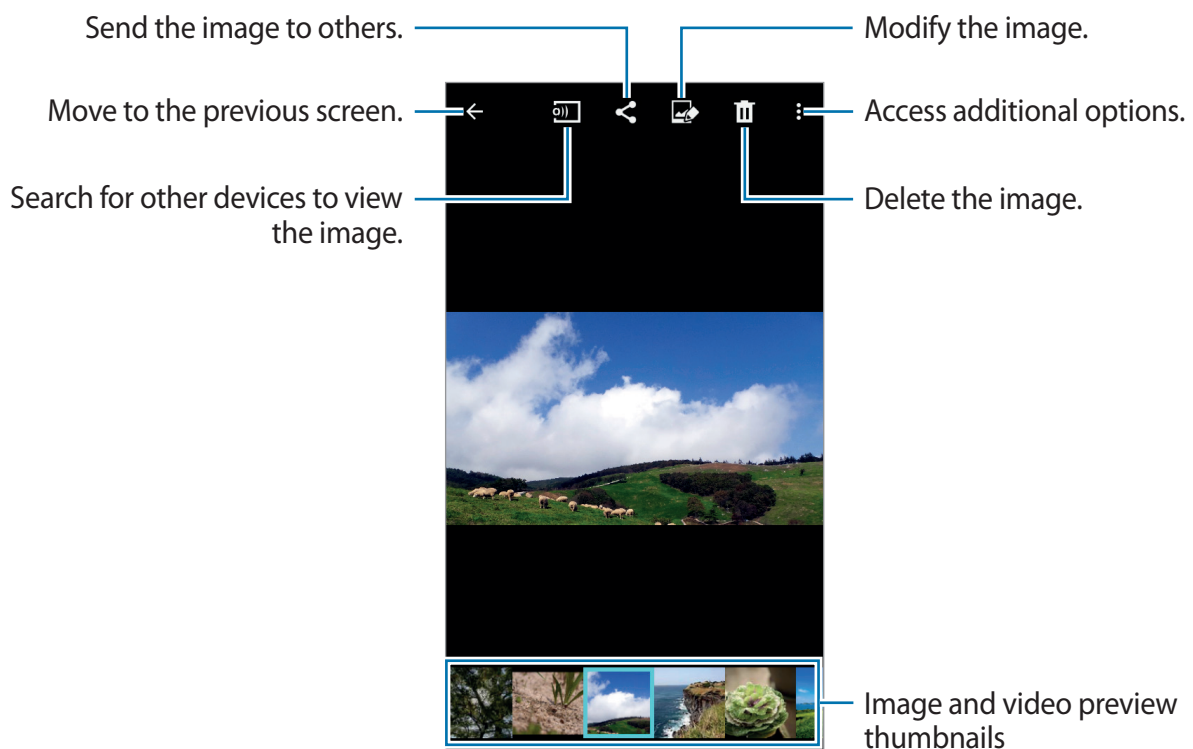 Send the image to others.
Modify the image.
Move to the previous screen.
Access additional options.
Search for other devices to view
the image.
Delete the image.
Image and video preview
thumbnails